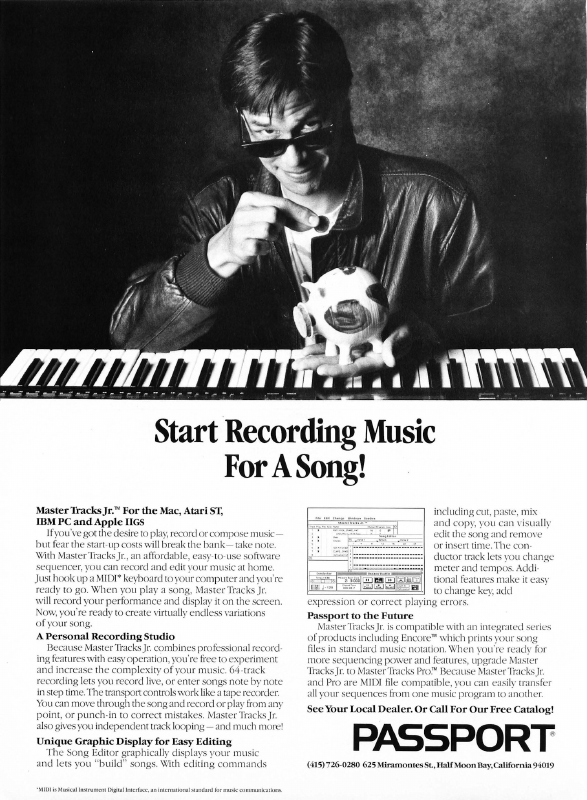 Start Recording Music
For A Song!
Master Tracks Jr.™ For the Mac, Atari ST,
IBM PC and Apple IIGS
If you've got the desire to play, record or compose music—
but fear the start-up costs will break the bank—take note.
With Master Tracks Jr., an affordable, easy-to-use software
sequencer, you can record and edit your music at home.
Just hook up a MIDI* keyboard to your computer and you're
ready to go. When you play a song, Master Tracks Jr.
will record your performance and display it on the screen.
Now, you're ready to create virtually endless variations
of your song.
A Personal Recording Studio
Because Master Tracks Jr. combines professional record-
ing features with easy operation, you're free to experiment
and increase the complexity of your music. 64-track
recording lets you record live, or enter songs note by note
in step time. The transport controls work like a tape recorder.
You can move through the song and record or play from any
point, or punch-in to correct mistakes. Master Tracks Jr.
also gives you independent track looping—and much more!
Unique Graphic Display for Easy Editing
The Song Editor graphically displays your music
and lets you "build" songs. With editing commands
including cut, paste, mix
and copy, you can visually
edit the song and remove
or insert time. The con-
ductor track lets you change
meter and tempos. Addi-
tional features make it easy
to change key, add
expression or correct playing errors.
Passport to the Future
Master Tracks Jr. is compatible with an integrated series
of products including Encore™ which prints your song
files in standard music notation. When you're ready for
more sequencing power and features, upgrade Master
Tracks Jr. to Master Tracks Pro.™ Because Master Tracks Jr.
and Pro are MIDI file compatible, you can easily transfer
all your sequences from one music program to another.
See Your Local Dealer. Or Call For Our Free Catalog!
PASSPORT®
(415) 726-0280 625 Miramontes St., Half Moon Bay, California 94019
*MIDI is Musical Instrument Digital Interface, an international standard for music communications.